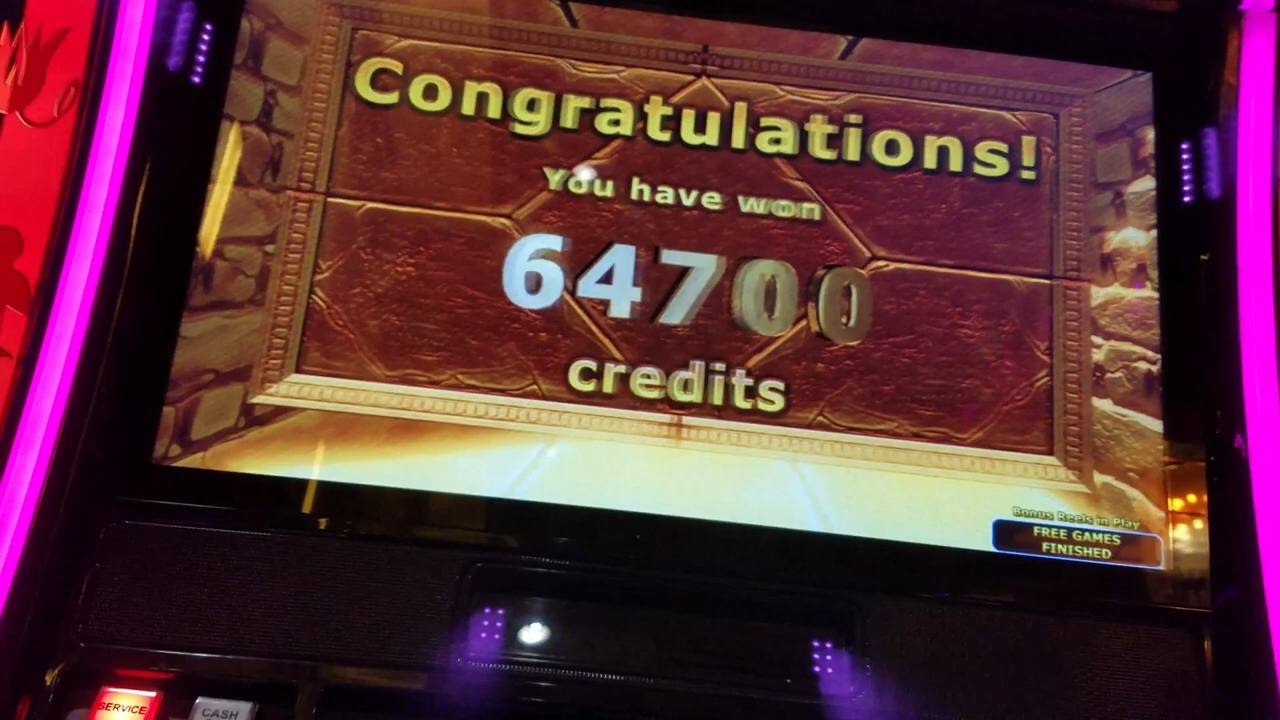 Congratulations!
You have won
64700
credits
Bonus Reels in Play
FREE GAMES
FINISHED
SERVICE
CASH